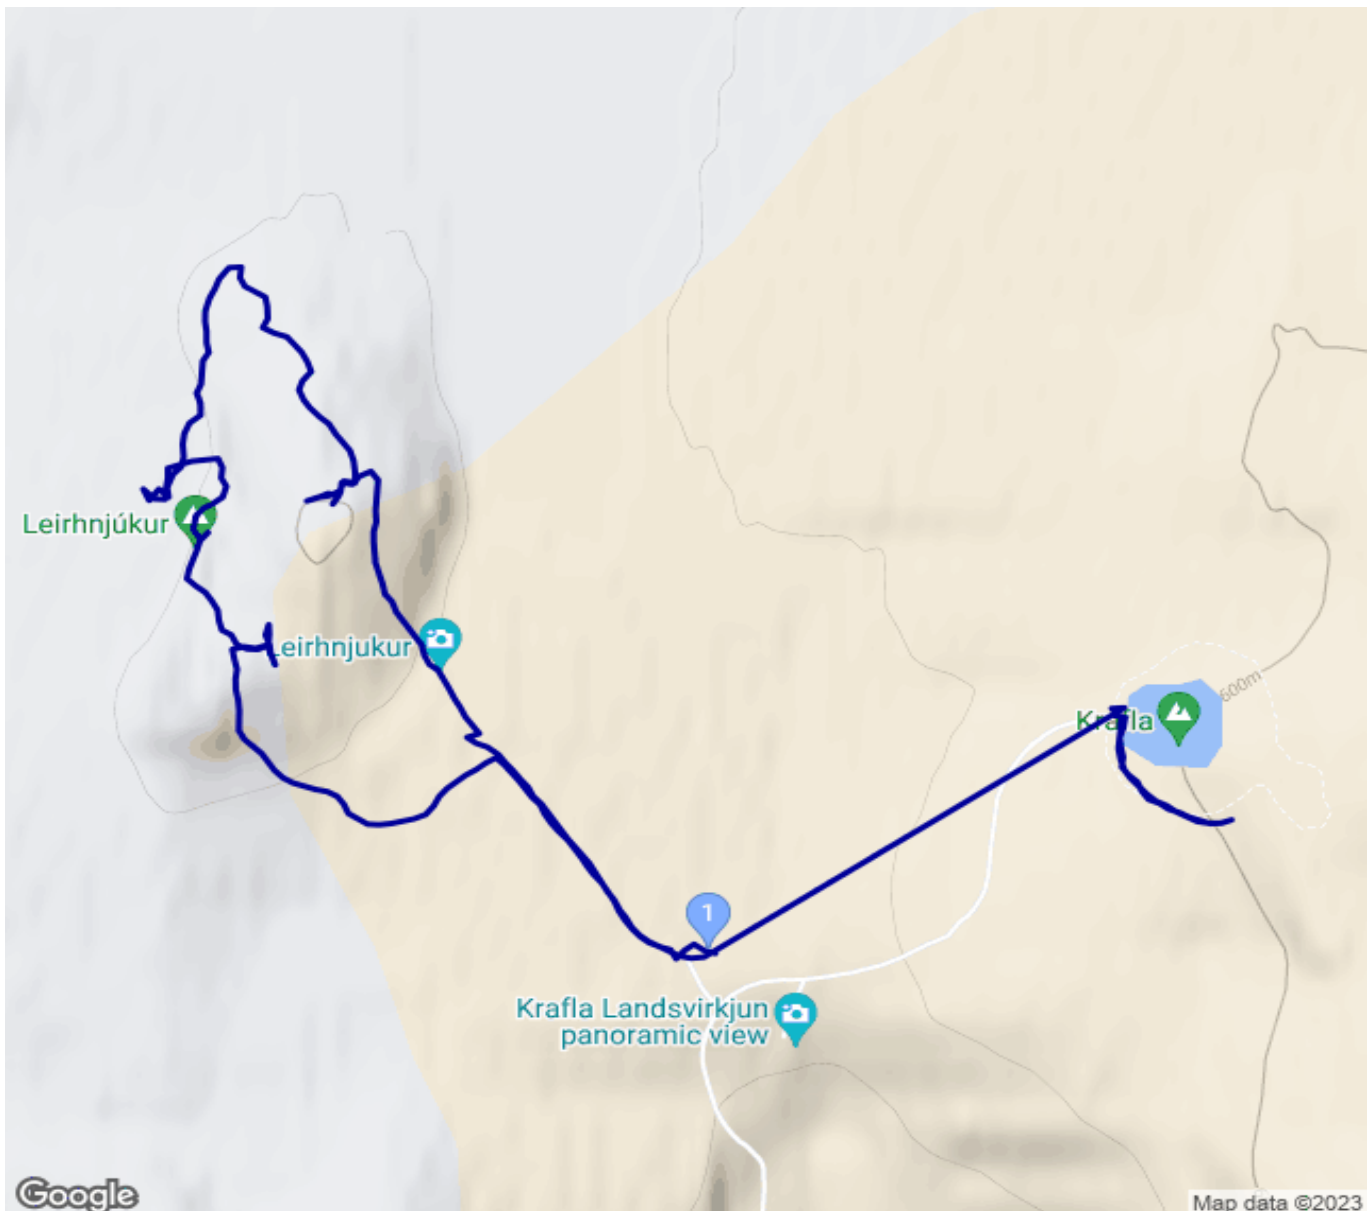 Leirhnjúkur
Leirhnjukur
600m
Krafla
1
Krafla Landsvirkjun
panoramic view
Google
Map data ©2023